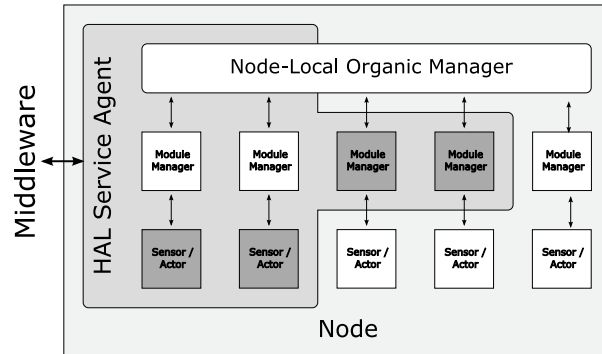 Middleware
HAL Service Agent
Node-Local Organic Manager
Module
Manager
Module
Manager
Module
Manager
Module
Manager
Module
Manager
Sensor /
Actor
Sensor /
Actor
Sensor /
Actor
Sensor /
Actor
Sensor /
Actor
Node